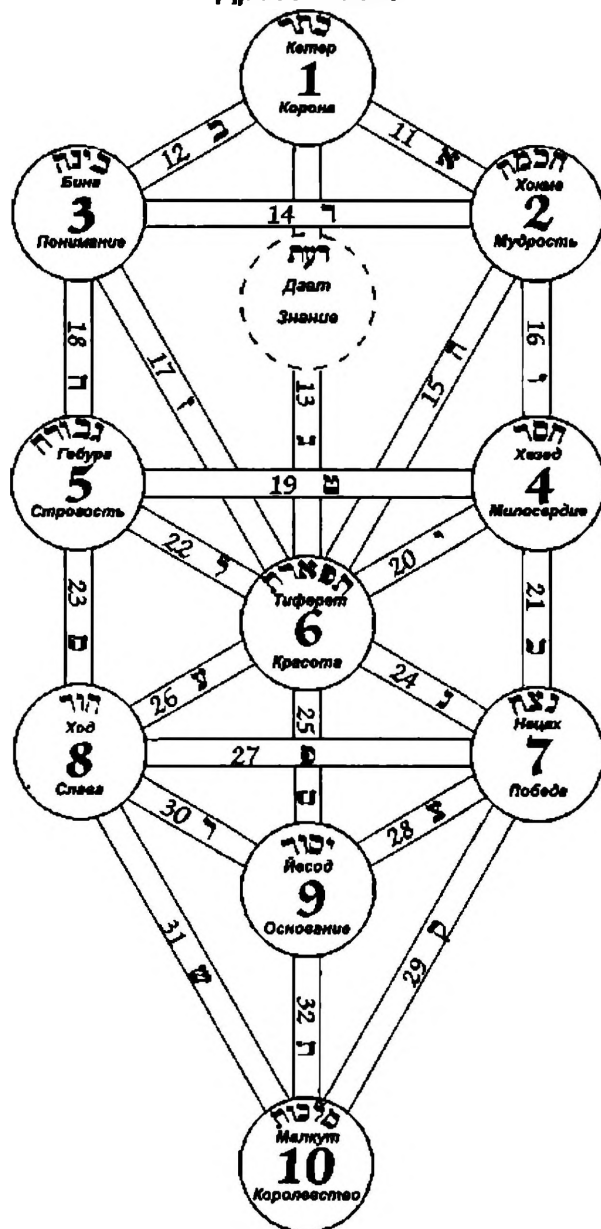 כתר
Кетер
1
Корона
12 ב
11 א
בינה
Бина
3
Понимание
חכמה
Хокма
2
Мудрость
14 ד
דעת
Даат
Знание
18 ח
17 ז
13 ג
15 ה
16 ו
גבורה
Гебура
5
Строгость
חסד
Хезед
4
Милосердие
19 ט
22 ל
20 י
תפארת
Тиферет
6
Красота
23 מ
21 כ
26 ע
24 נ
הוד
Ход
8
Слава
נצח
Нецах
7
Победа
25 ס
27 פ
30 ר
28 צ
יסוד
Йесод
9
Основание
31 ש
29 ק
32 ת
מלכות
Малкут
10
Королевство